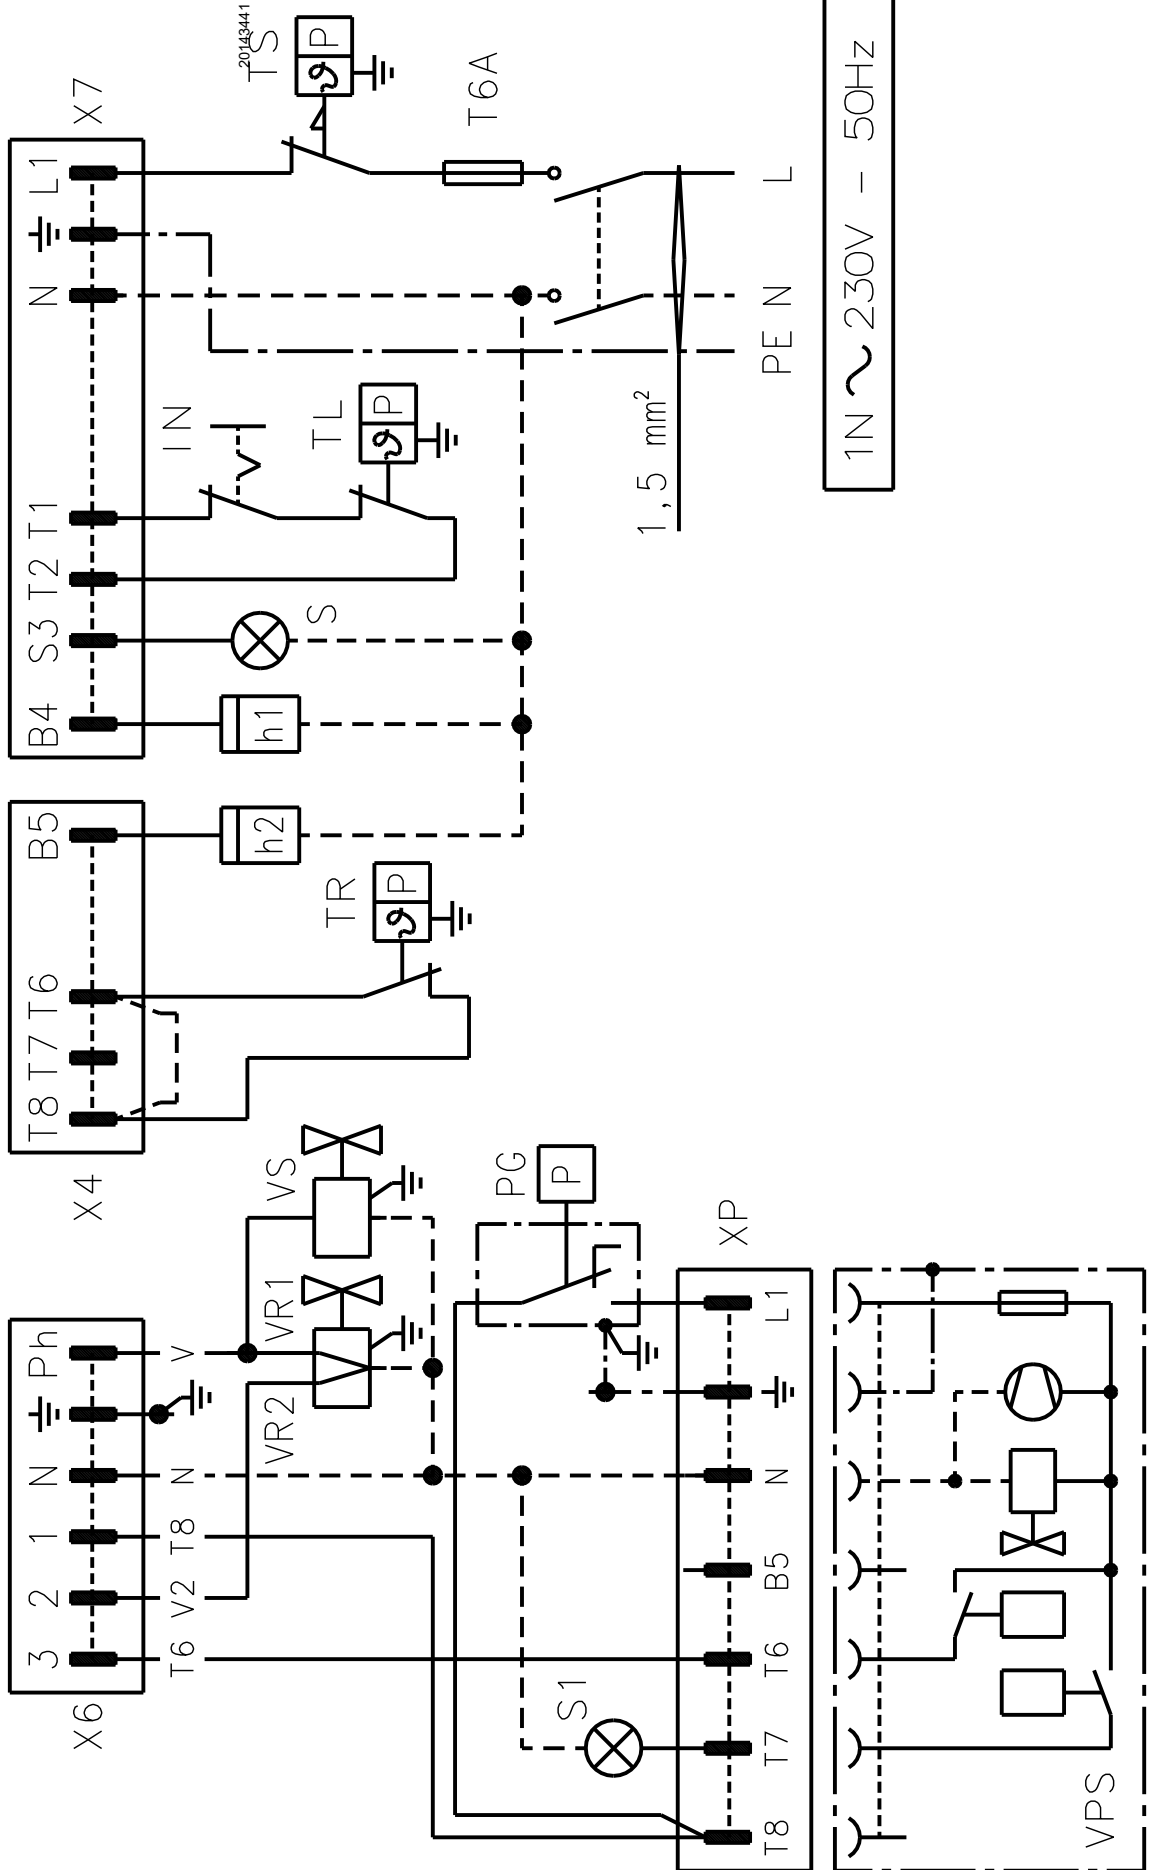 20143441
TS
P
ϑ
X7
L1
N
T1
T2
S3
B4
T6A
L
N
PE
1N ~ 230V - 50Hz
IN
TL
P
ϑ
1,5 mm²
S
h1
h2
B5
T6
T7
T8
X4
TR
P
ϑ
VS
VR1
VR2
PG
P
XP
Ph
N
1
2
3
X6
V
N
T8
V2
T6
L1
N
B5
T6
T7
T8
S1
VPS